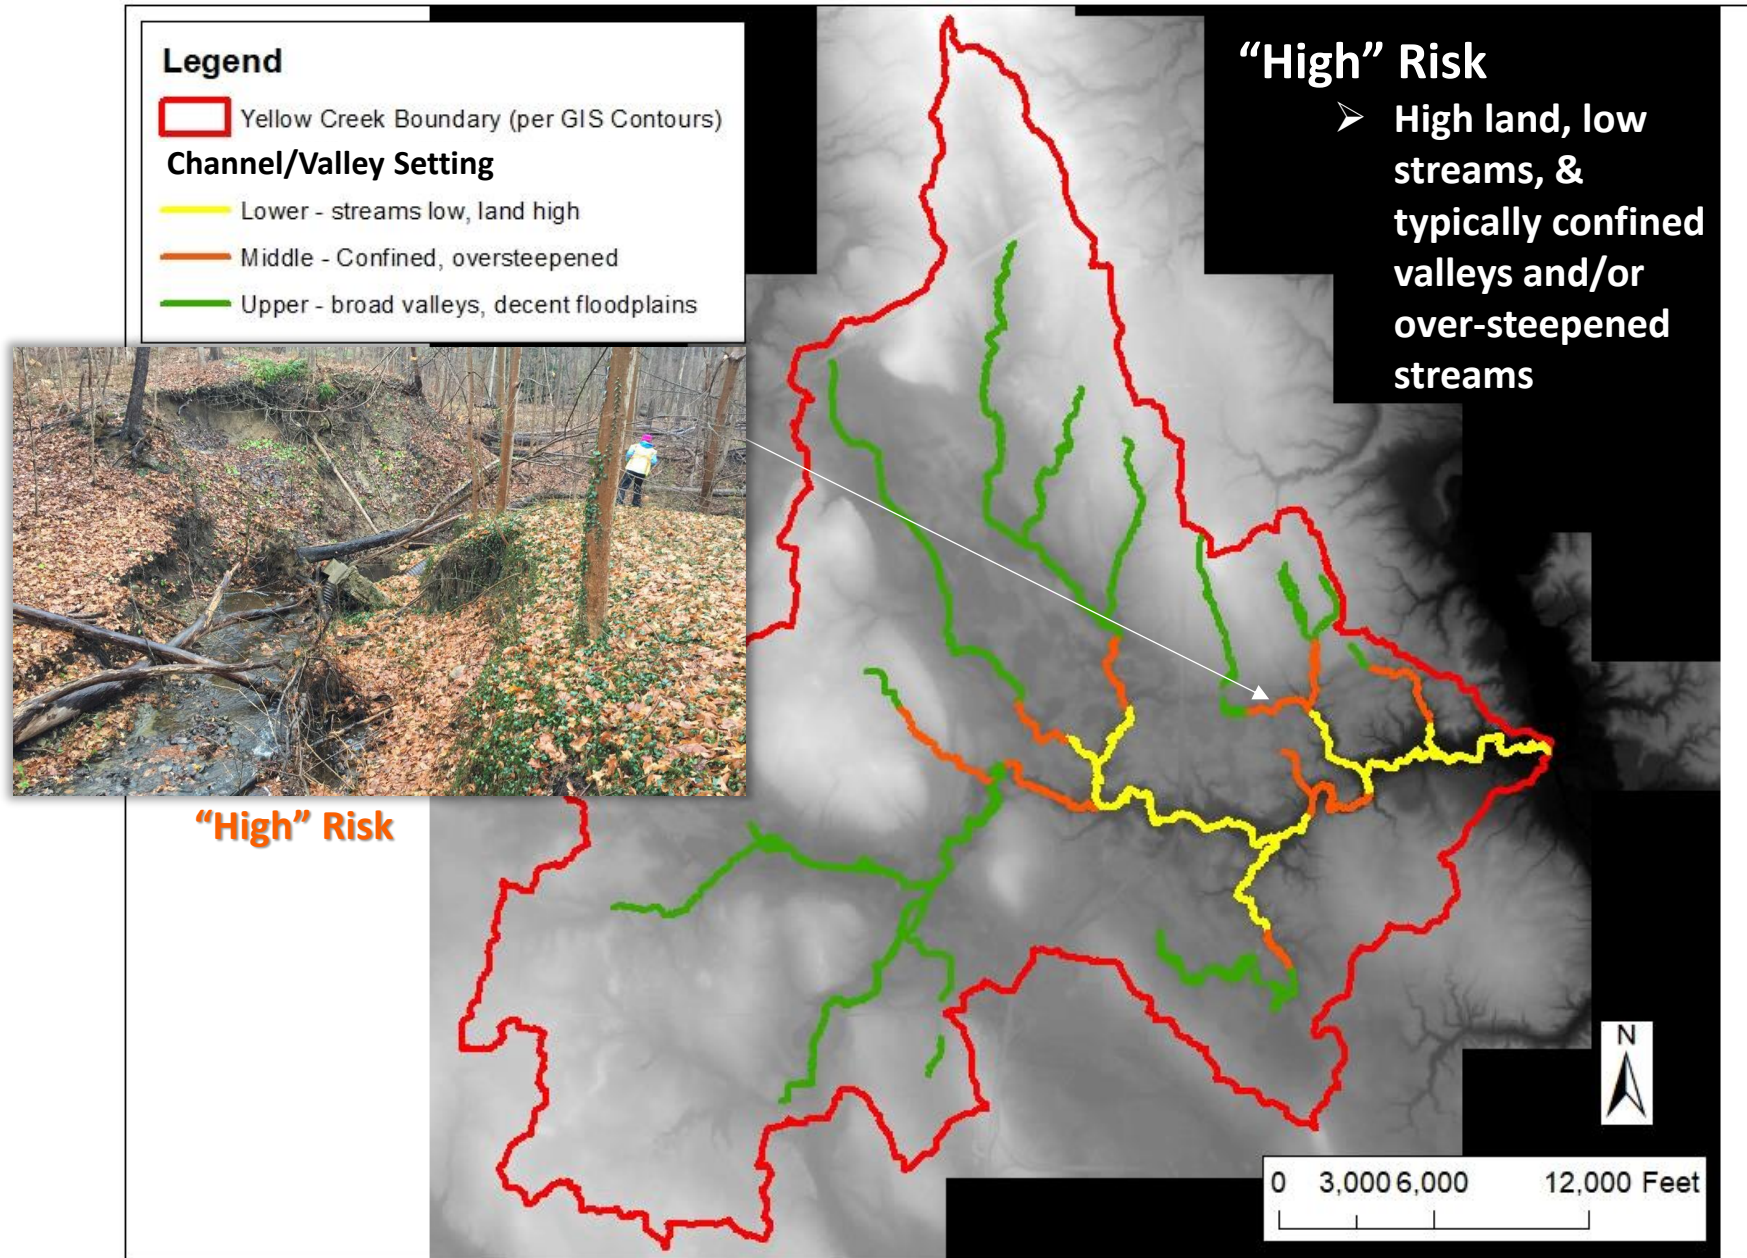 Legend
Yellow Creek Boundary (per GIS Contours)
Channel/Valley Setting
Lower - streams low, land high
Middle - Confined, oversteepened
Upper - broad valleys, decent floodplains
“High” Risk
➢ High land, low
streams, &
typically confined
valleys and/or
over-steepened
streams
“High” Risk
N
0 3,000 6,000 12,000 Feet